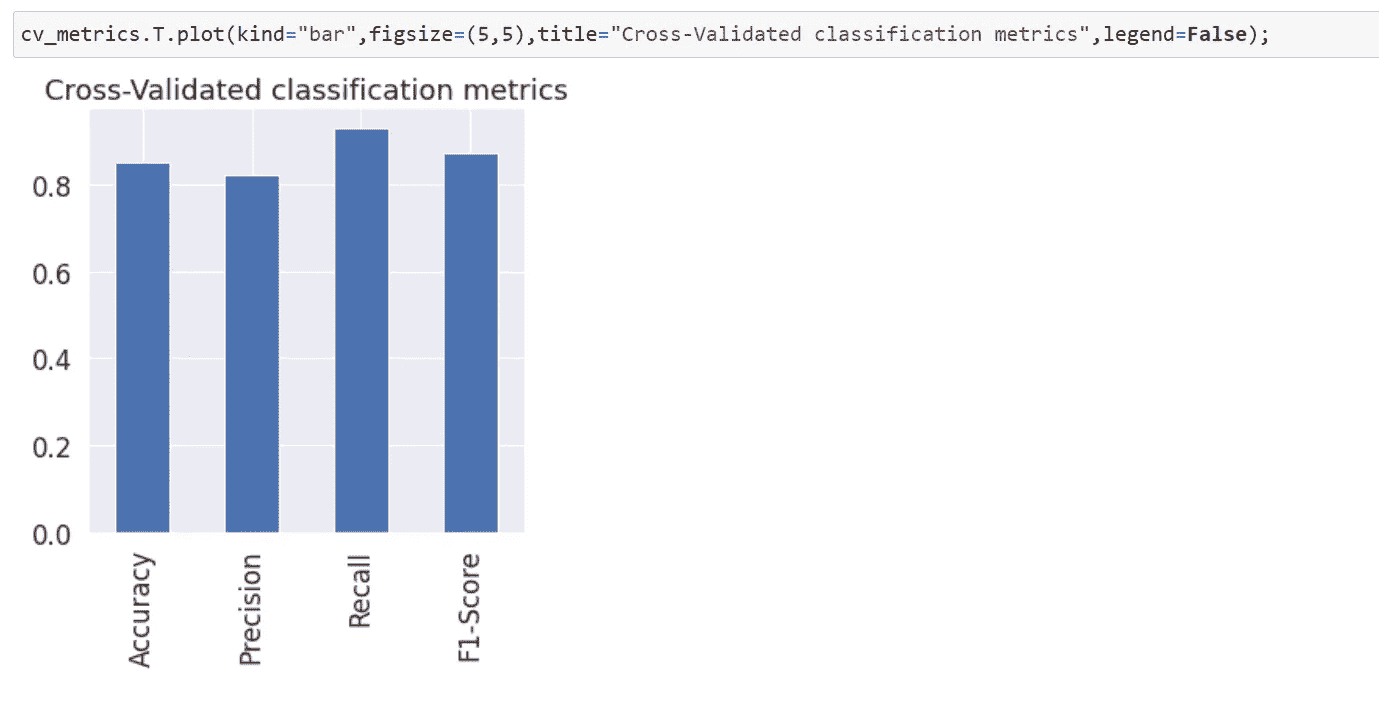 cv_metrics.T.plot(kind="bar",figsize=(5,5),title="Cross-Validated classification metrics",legend=False);
Cross-Validated classification metrics
0.8
0.6
0.4
0.2
0.0
Accuracy
Precision
Recall
F1-Score